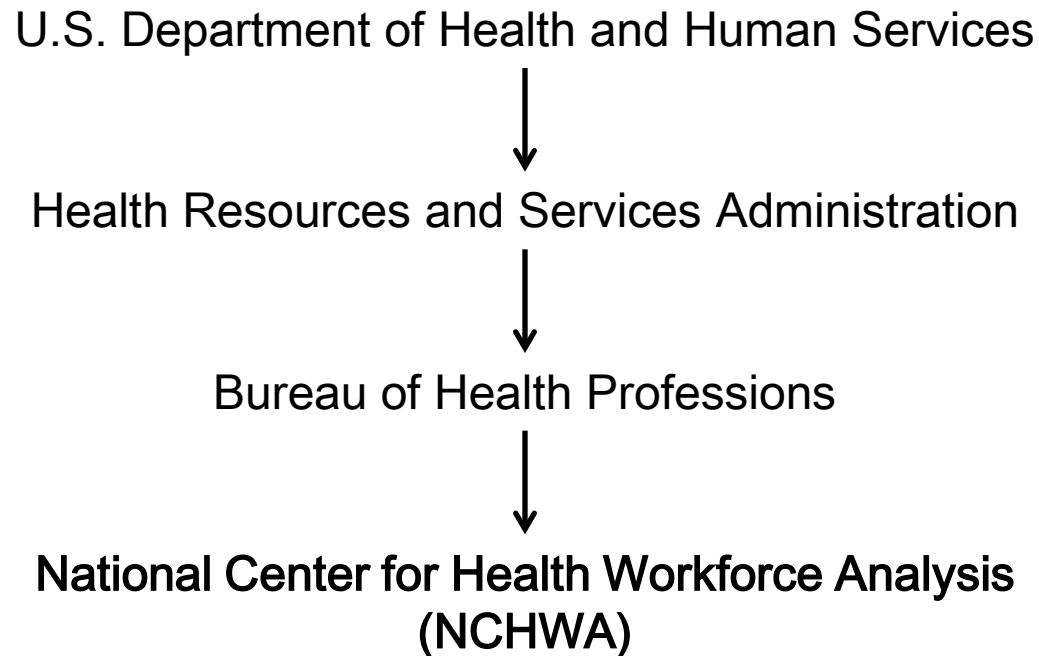 U.S. Department of Health and Human Services
Health Resources and Services Administration
Bureau of Health Professions
National Center for Health Workforce Analysis
(NCHWA)